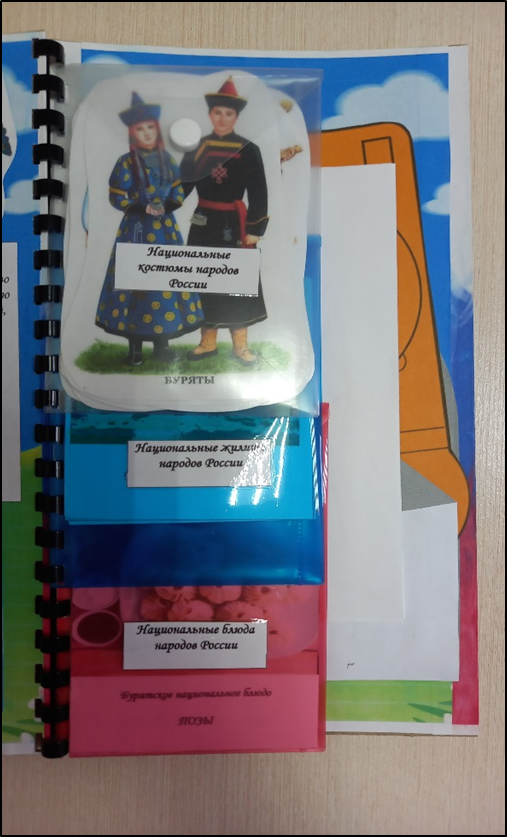 Национальные
костюмы народов
России
БУРЯТЫ
Национальные жилища
народов России
Национальные блюда
народов России
Бурятское национальное блюдо
ПОЗЫ